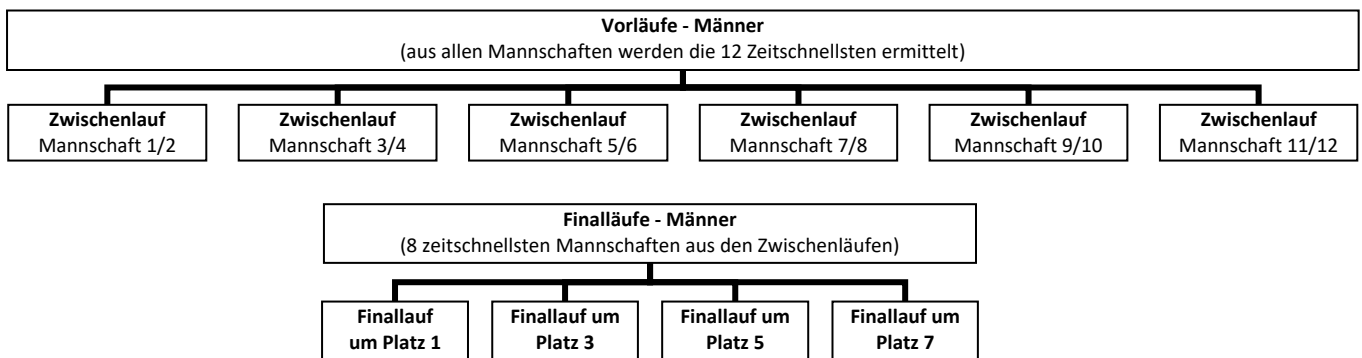 Vorläufe - Männer
(aus allen Mannschaften werden die 12 Zeitschnellsten ermittelt)
Zwischenlauf
Mannschaft 1/2
Zwischenlauf
Mannschaft 3/4
Zwischenlauf
Mannschaft 5/6
Zwischenlauf
Mannschaft 7/8
Zwischenlauf
Mannschaft 9/10
Zwischenlauf
Mannschaft 11/12
Finalläufe - Männer
(8 zeitschnellsten Mannschaften aus den Zwischenläufen)
Finallauf
um Platz 1
Finallauf um
Platz 3
Finallauf um
Platz 5
Finallauf um
Platz 7